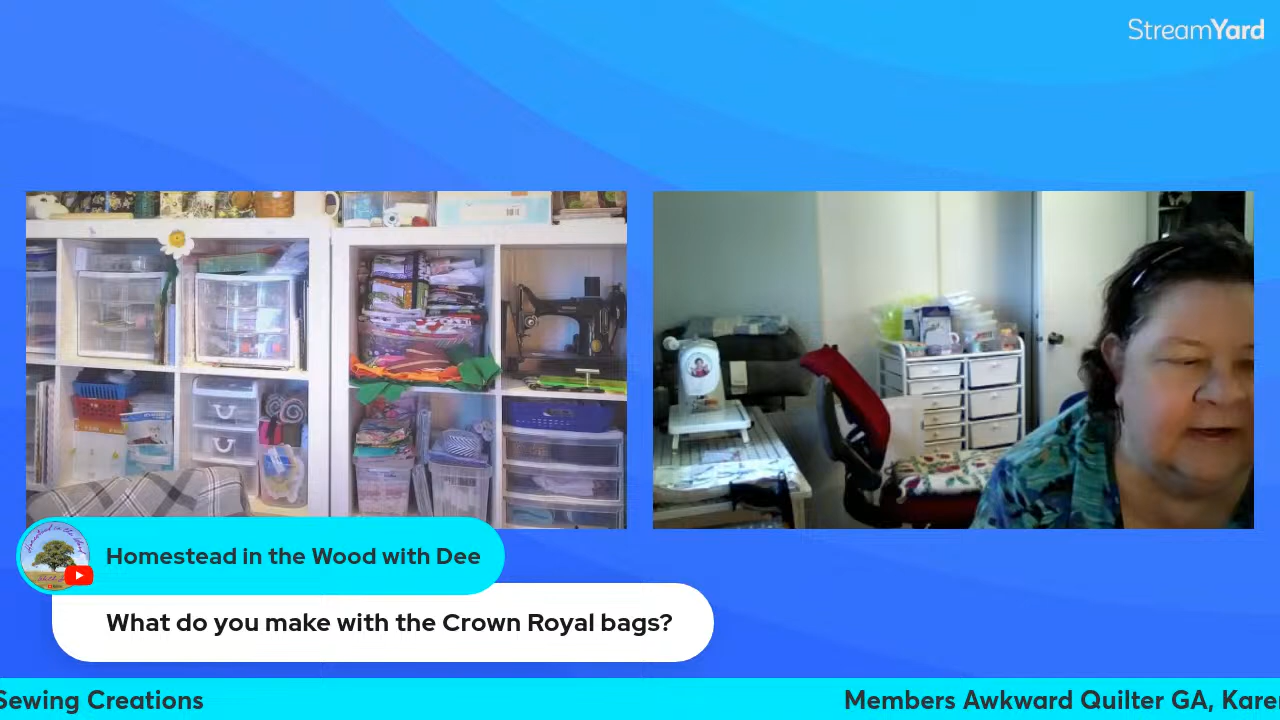 StreamYard
Homestead in the Wood with Dee
What do you make with the Crown Royal bags?
Sewing Creations
Members Awkward Quilter GA, Karen